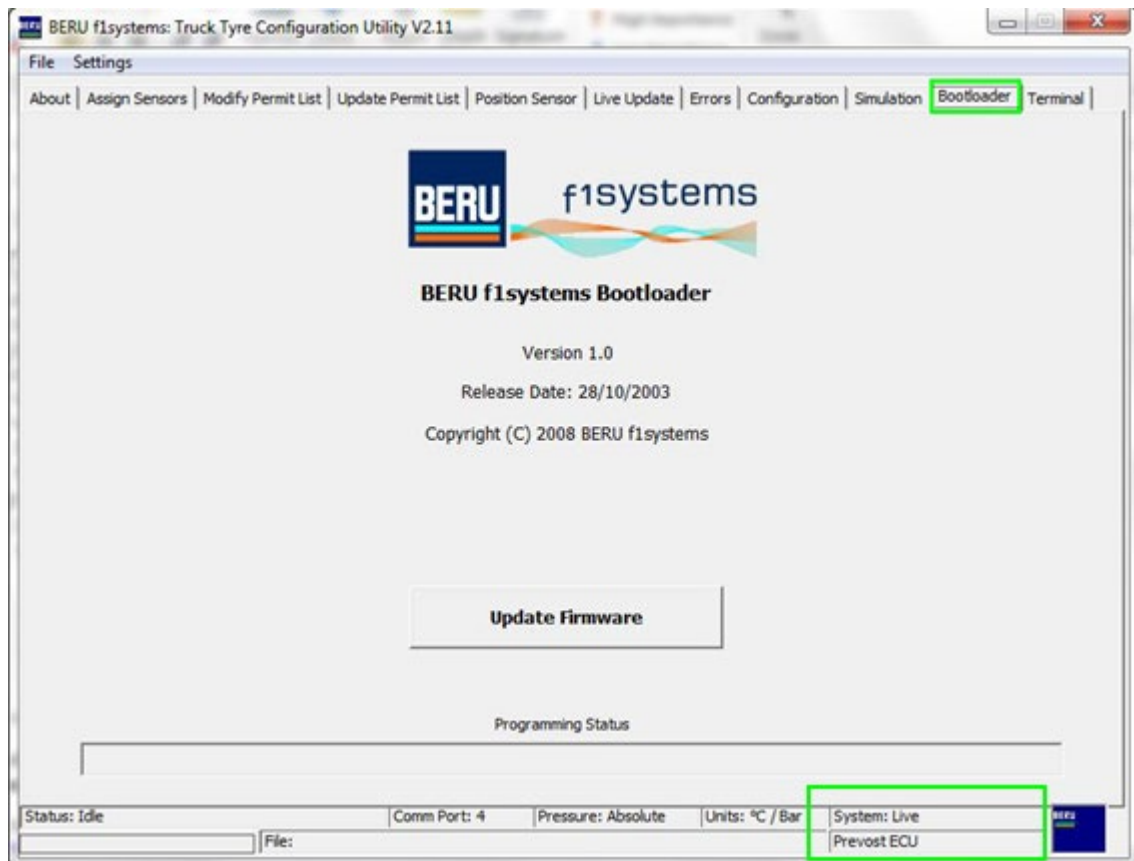 BERU f1systems: Truck Tyre Configuration Utility V2.11
File Settings
About Assign Sensors Modify Permit List Update Permit List Position Sensor Live Update Errors Configuration Simulation Bootloader Terminal
BERU f1systems
BERU f1systems Bootloader
Version 1.0
Release Date: 28/10/2003
Copyright (C) 2008 BERU f1systems
Update Firmware
Programming Status
Status: Idle Comm Port: 4 Pressure: Absolute Units: ºC / Bar System: Live
File: Prevost ECU
BERU